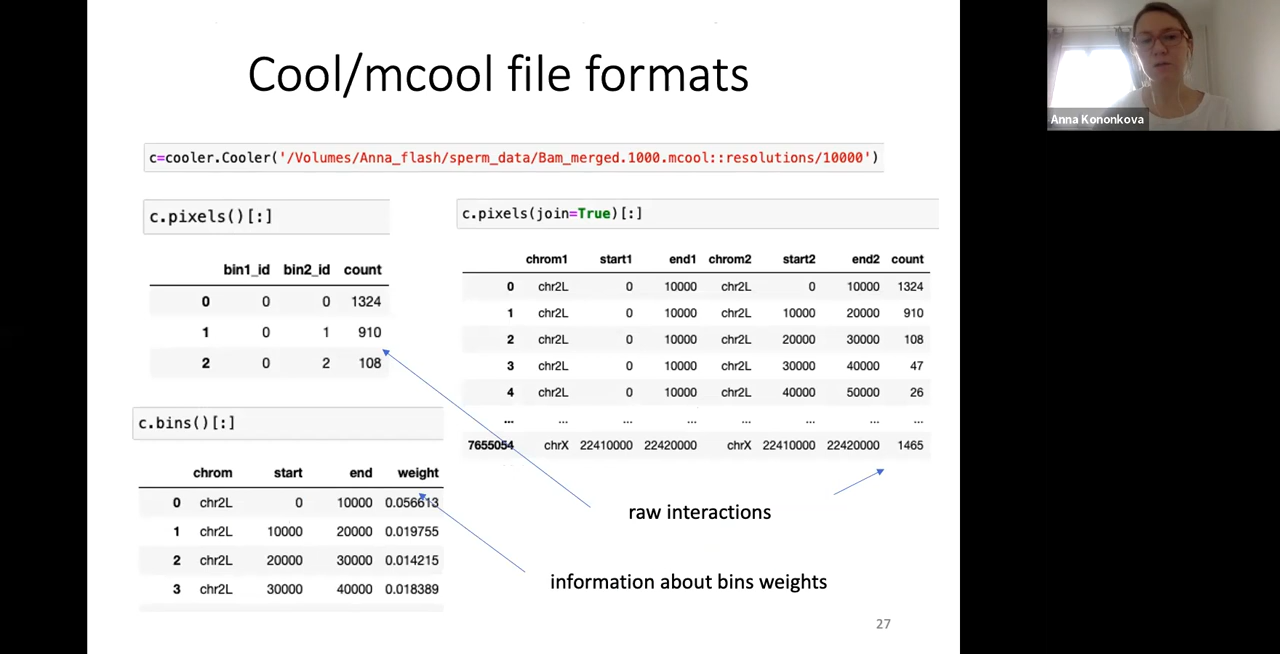 Cool/mcool file formats
c=cooler.Cooler('/Volumes/Anna_flash/sperm_data/Bam_merged.1000.mcool::resolutions/10000')
c.pixels()[:]
bin1_id bin2_id count
0 0 0 1324
1 0 1 910
2 0 2 108
c.bins()[:]
chrom start end weight
0 chr2L 0 10000 0.056613
1 chr2L 10000 20000 0.019755
2 chr2L 20000 30000 0.014215
3 chr2L 30000 40000 0.018389
c.pixels(join=True)[:]
chrom1 start1 end1 chrom2 start2 end2 count
0 chr2L 0 10000 chr2L 0 10000 1324
1 chr2L 0 10000 chr2L 10000 20000 910
2 chr2L 0 10000 chr2L 20000 30000 108
3 chr2L 0 10000 chr2L 30000 40000 47
4 chr2L 0 10000 chr2L 40000 50000 26
... ... ... ... ... ... ... ...
7655054 chrX 22410000 22420000 chrX 22410000 22420000 1465
raw interactions
information about bins weights
27
Anna Kononkova